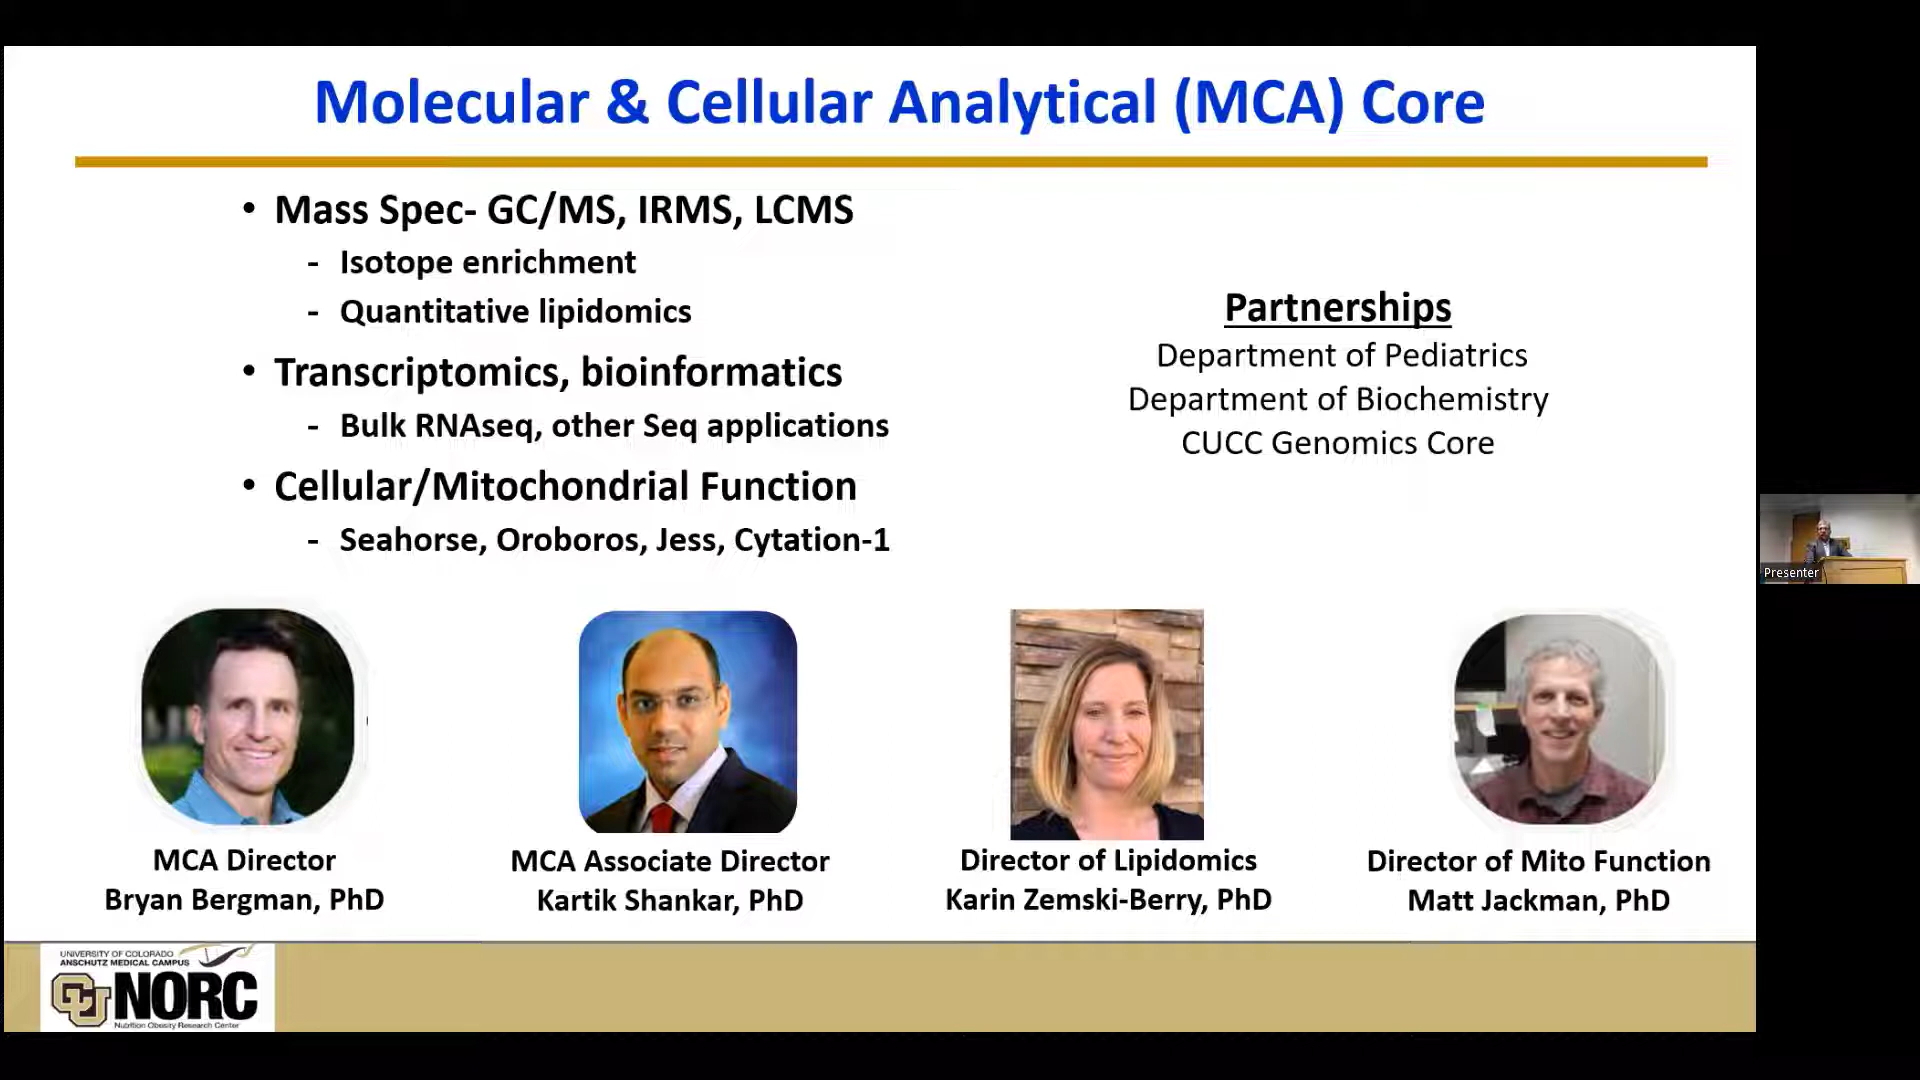 Molecular & Cellular Analytical (MCA) Core
• Mass Spec- GC/MS, IRMS, LCMS
- Isotope enrichment
- Quantitative lipidomics
• Transcriptomics, bioinformatics
- Bulk RNAseq, other Seq applications
• Cellular/Mitochondrial Function
- Seahorse, Oroboros, Jess, Cytation-1
Partnerships
Department of Pediatrics
Department of Biochemistry
CUCC Genomics Core
Presenter
MCA Director
Bryan Bergman, PhD
MCA Associate Director
Kartik Shankar, PhD
Director of Lipidomics
Karin Zemski-Berry, PhD
Director of Mito Function
Matt Jackman, PhD
UNIVERSITY OF COLORADO
ANSCHUTZ MEDICAL CAMPUS
CU NORC
Nutrition Obesity Research Center